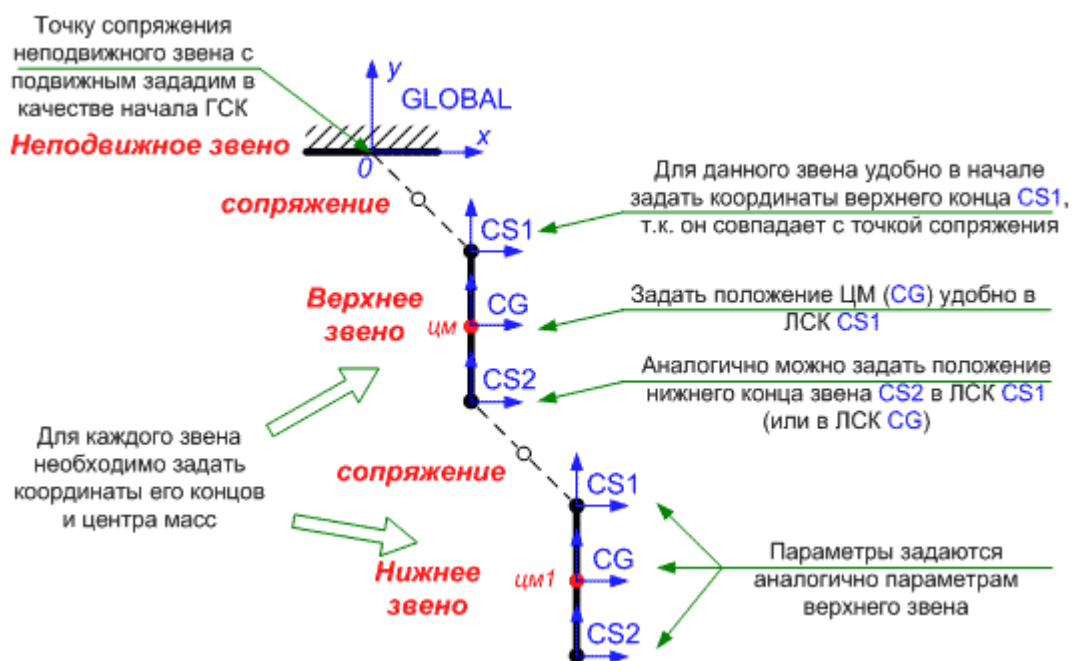 Точку сопряжения
неподвижного звена с
подвижным зададим в
качестве начала ГСК
y
GLOBAL
x
0
Неподвижное звено
сопряжение
CS1
Для данного звена удобно в начале
задать координаты верхнего конца CS1,
т.к. он совпадает с точкой сопряжения
Верхнее
звено
цм
CG
Задать положение ЦМ (CG) удобно в
ЛСК CS1
CS2
Аналогично можно задать положение
нижнего конца звена CS2 в ЛСК CS1
(или в ЛСК CG)
Для каждого звена
необходимо задать
координаты его концов
и центра масс
сопряжение
CS1
Нижнее
звено
цм1
CG
CS2
Параметры задаются
аналогично параметрам
верхнего звена